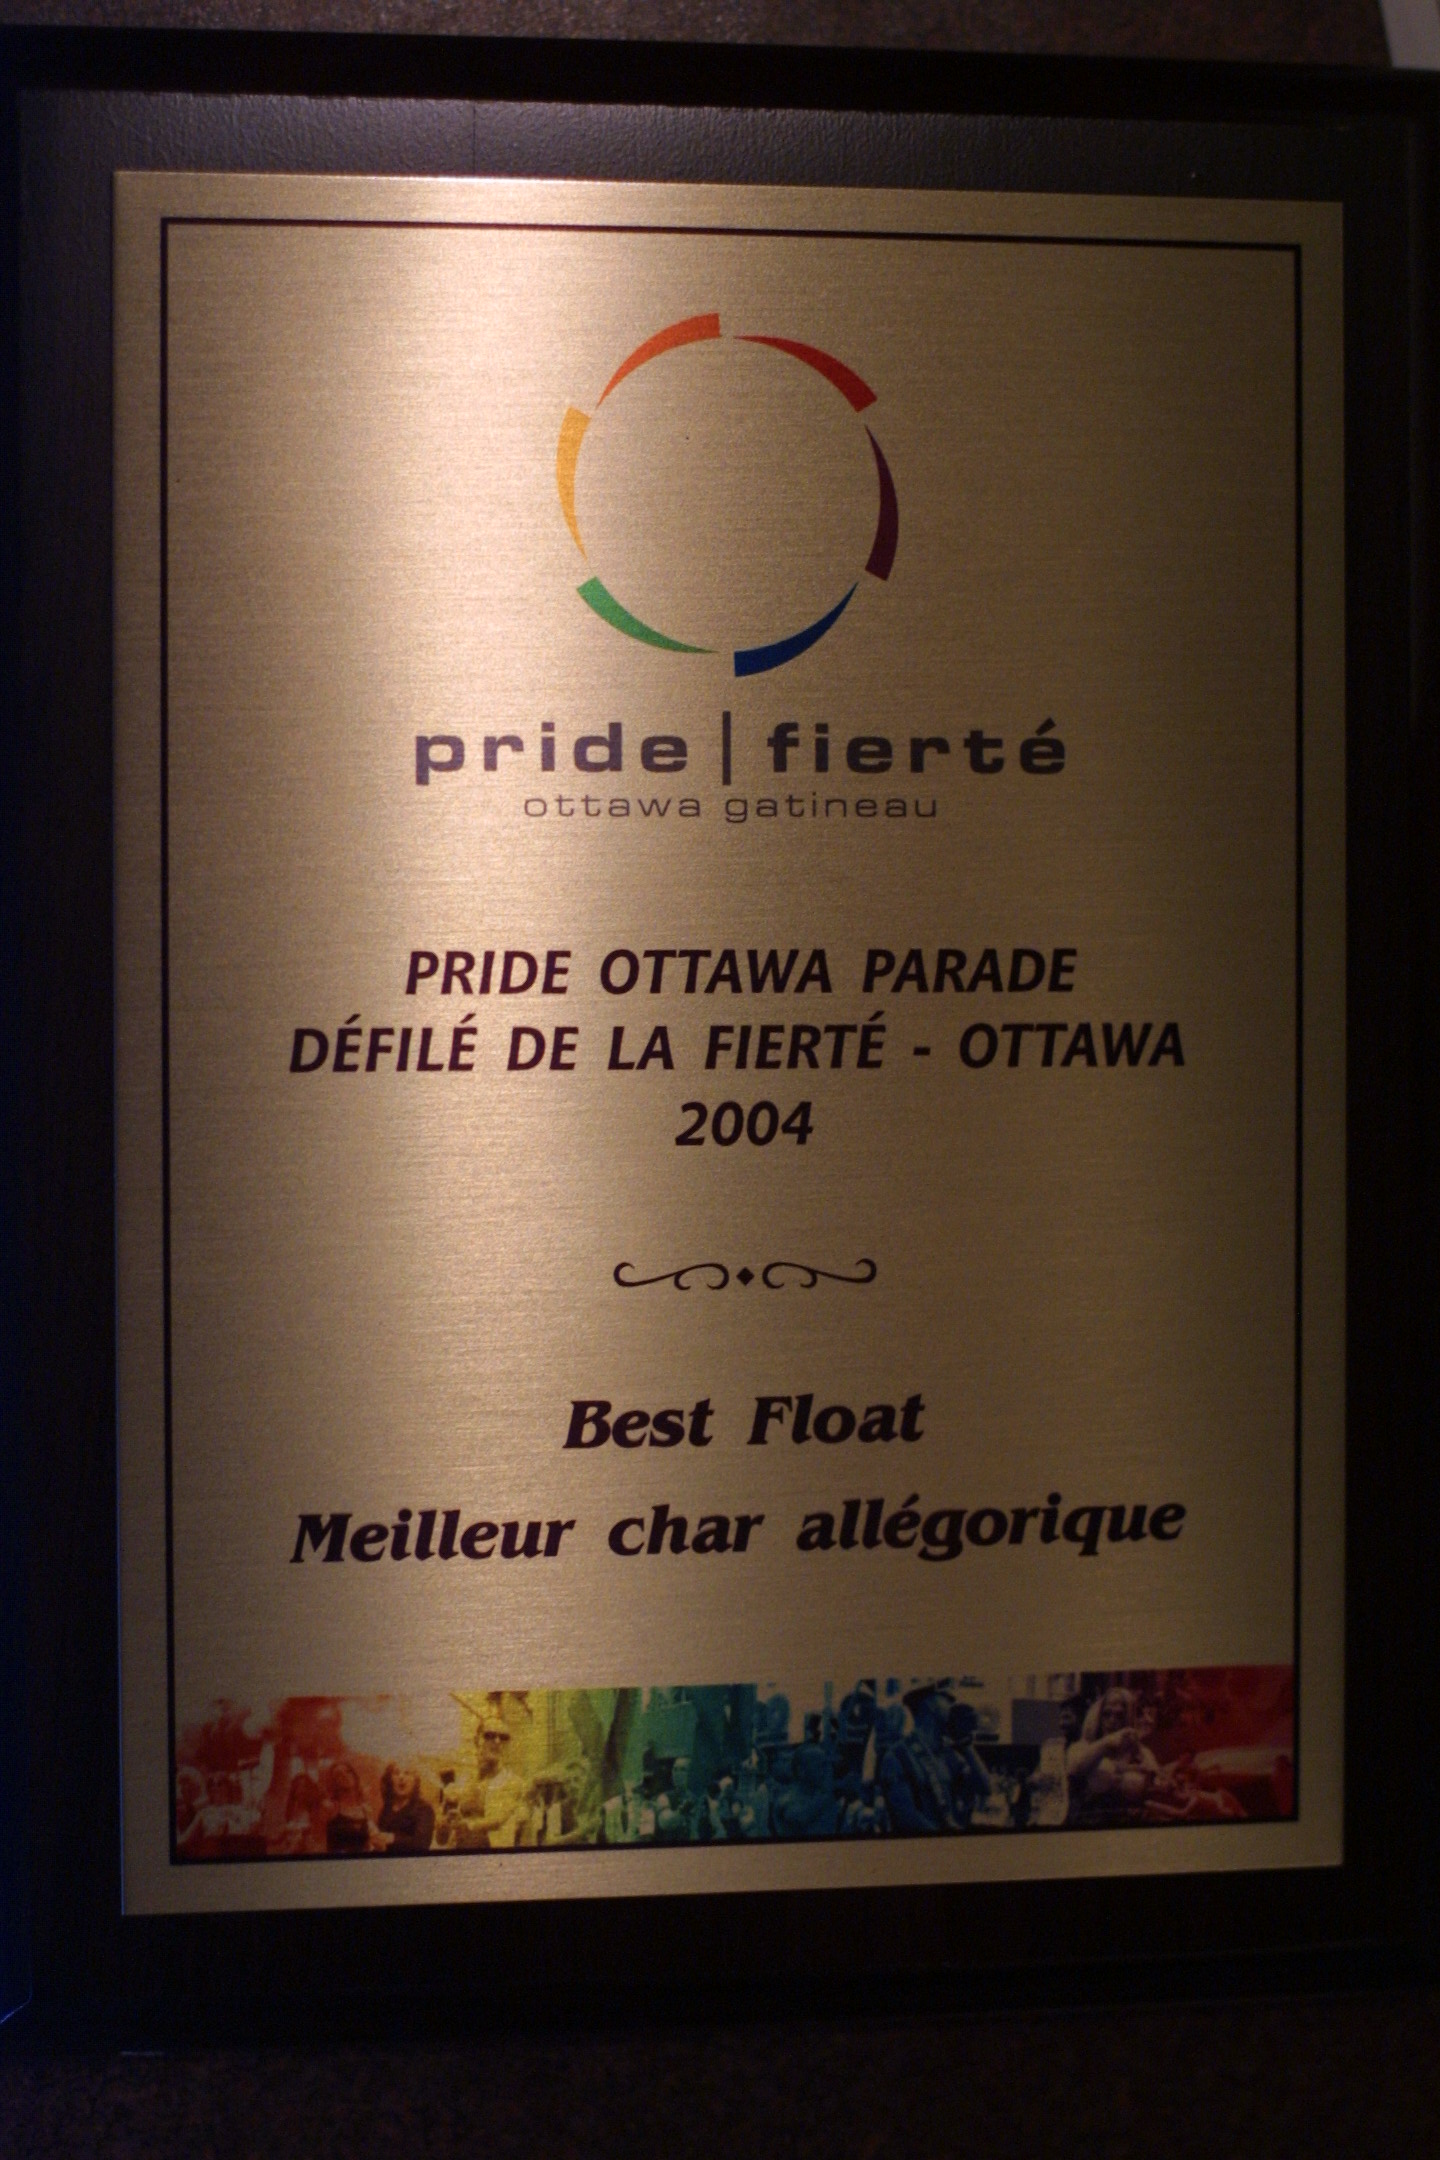 pride | fierté
ottawa gatineau
PRIDE OTTAWA PARADE
DÉFILÉ DE LA FIERTÉ - OTTAWA
2004
Best Float
Meilleur char allégorique